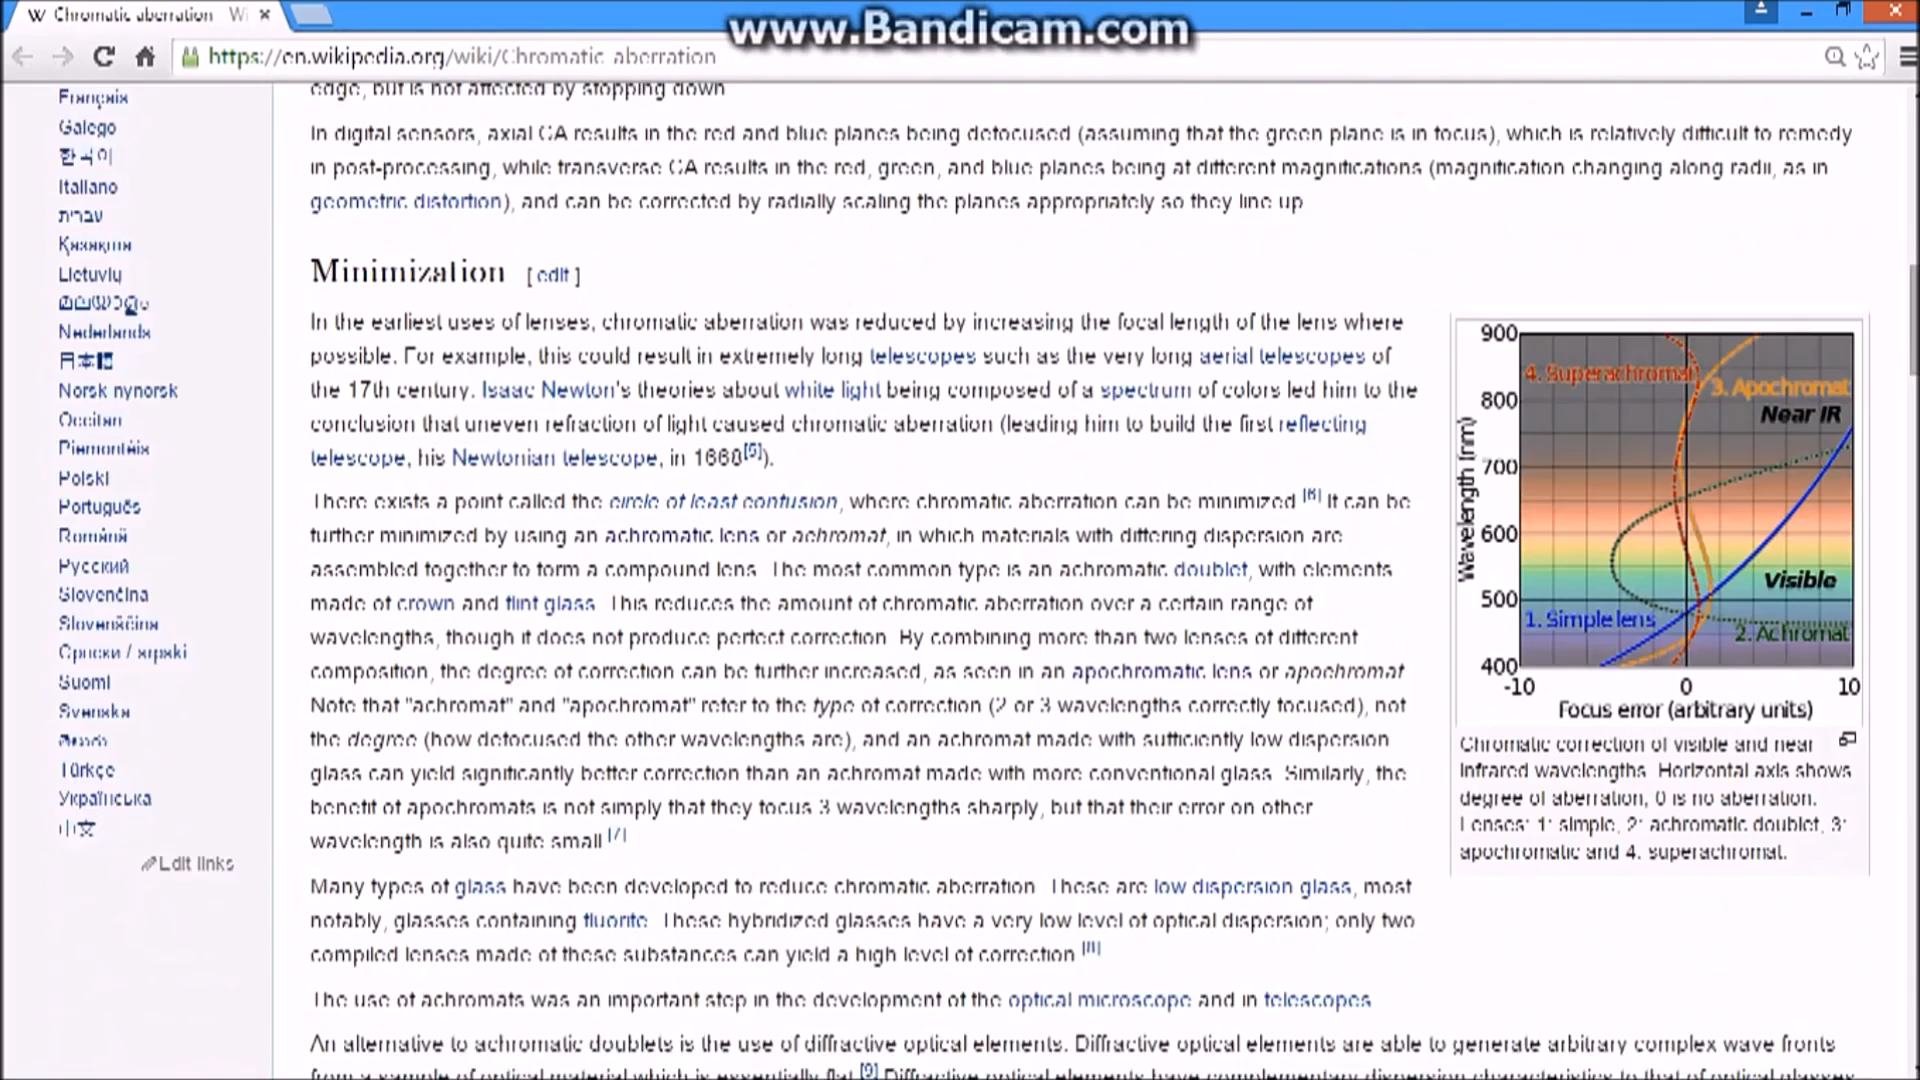 Chromatic aberration Wi
www.Bandicam.com
https://en.wikipedia.org/wiki/Chromatic aberration
Français
Galego
한국어
Italiano
עברית
Қазақша
Lietuvių
Nederlands
日本語
Norsk nynorsk
Occitan
Piemontèis
Polski
Português
Română
Русский
Slovenčina
Slovenščina
Српски / srpski
Suomi
Svenska
Türkçe
Українська
中文
Edit links
edge, but is not affected by stopping down
In digital sensors, axial CA results in the red and blue planes being defocused (assuming that the green plane is in focus), which is relatively difficult to remedy
in post-processing, while transverse CA results in the red, green, and blue planes being at different magnifications (magnification changing along radii, as in
geometric distortion), and can be corrected by radially scaling the planes appropriately so they line up
Minimization [ edit ]
In the earliest uses of lenses, chromatic aberration was reduced by increasing the focal length of the lens where
possible. For example, this could result in extremely long telescopes such as the very long aerial telescopes of
the 17th century. Isaac Newton's theories about white light being composed of a spectrum of colors led him to the
conclusion that uneven refraction of light caused chromatic aberration (leading him to build the first reflecting
telescope, his Newtonian telescope, in 1668[5]).
There exists a point called the circle of least confusion, where chromatic aberration can be minimized [6] It can be
further minimized by using an achromatic lens or achromat, in which materials with differing dispersion are
assembled together to form a compound lens The most common type is an achromatic doublet, with elements
made of crown and flint glass This reduces the amount of chromatic aberration over a certain range of
wavelengths, though it does not produce perfect correction By combining more than two lenses of different
composition, the degree of correction can be further increased, as seen in an apochromatic lens or apochromat
Note that "achromat" and "apochromat" refer to the type of correction (2 or 3 wavelengths correctly focused), not
the degree (how defocused the other wavelengths are), and an achromat made with sufficiently low dispersion
glass can yield significantly better correction than an achromat made with more conventional glass Similarly, the
benefit of apochromats is not simply that they focus 3 wavelengths sharply, but that their error on other
wavelength is also quite small [7]
Many types of glass have been developed to reduce chromatic aberration These are low dispersion glass, most
notably, glasses containing fluorite These hybridized glasses have a very low level of optical dispersion; only two
compiled lenses made of these substances can yield a high level of correction [8]
The use of achromats was an important step in the development of the optical microscope and in telescopes
An alternative to achromatic doublets is the use of diffractive optical elements. Diffractive optical elements are able to generate arbitrary complex wave fronts
from a sample of optical material which is essentially flat [9] Diffractive optical elements have complementary dispersion characteristics to that of optical glasses
900
800
700
600
500
400
Wavelength (nm)
4. Superachromat
3. Apochromat
Near IR
Visible
1. Simple lens
2. Achromat
-10 0 10
Focus error (arbitrary units)
Chromatic correction of visible and near
infrared wavelengths. Horizontal axis shows
degree of aberration, 0 is no aberration.
Lenses: 1: simple, 2: achromatic doublet, 3:
apochromatic and 4. superachromat.